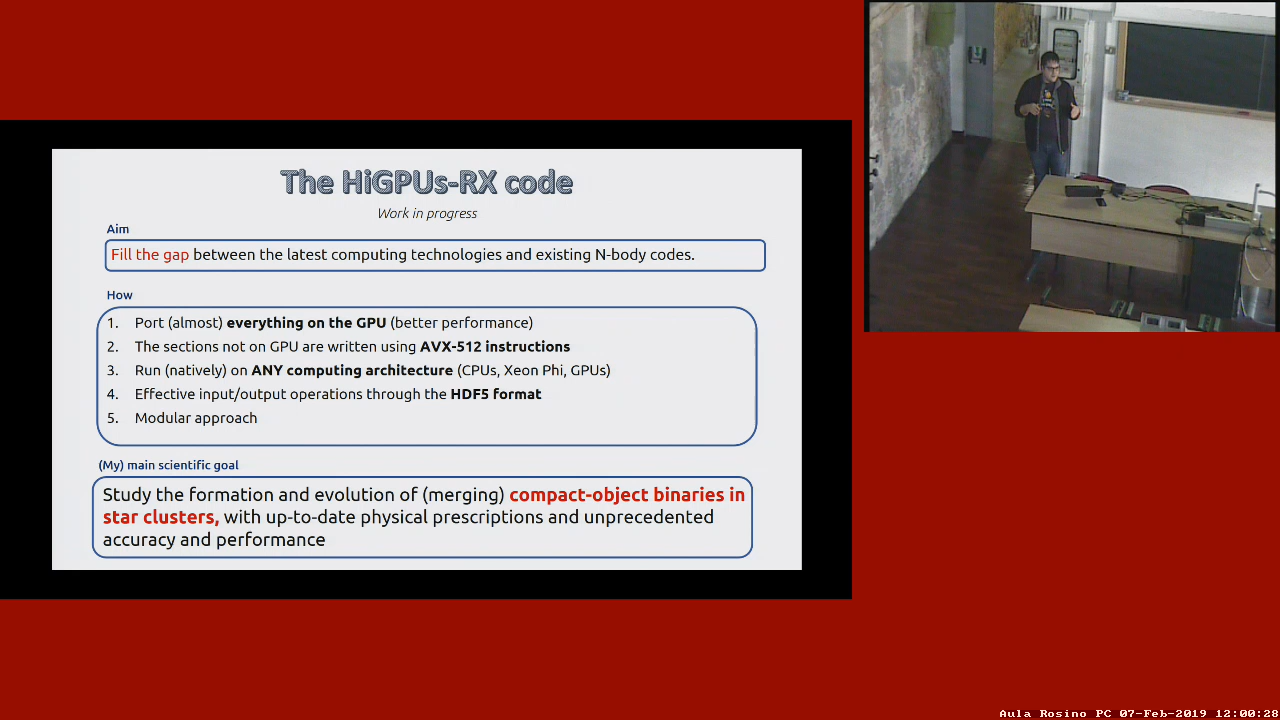 The HiGPUs-RX code
Work in progress
Aim
Fill the gap between the latest computing technologies and existing N-body codes.
How
1. Port (almost) everything on the GPU (better performance)
2. The sections not on GPU are written using AVX-512 instructions
3. Run (natively) on ANY computing architecture (CPUs, Xeon Phi, GPUs)
4. Effective input/output operations through the HDF5 format
5. Modular approach
(My) main scientific goal
Study the formation and evolution of (merging) compact-object binaries in
star clusters, with up-to-date physical prescriptions and unprecedented
accuracy and performance
Aula Rosino PC 07-Feb-2019 12:00:28